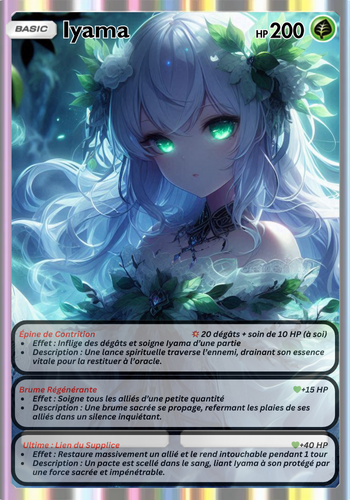 BASIC Iyama HP 200
Épine de Contrition 20 dégâts + soin de 10 HP (à soi)
• Effet : Inflige des dégâts et soigne Iyama d'une partie
• Description : Une lance spirituelle traverse l'ennemi, drainant son essence
vitale pour la restituer à l'oracle.
Brume Régénérante 💚+15 HP
• Effet : Soigne tous les alliés d'une petite quantité
• Description : Une brume sacrée se propage, refermant les plaies de ses
alliés dans un silence inquiétant.
Ultime : Lien du Supplice 💚+40 HP
• Effet : Restaure massivement un allié et le rend intouchable pendant 1 tour
• Description : Un pacte est scellé dans le sang, liant Iyama à son protégé par
une force sacrée et impénétrable.